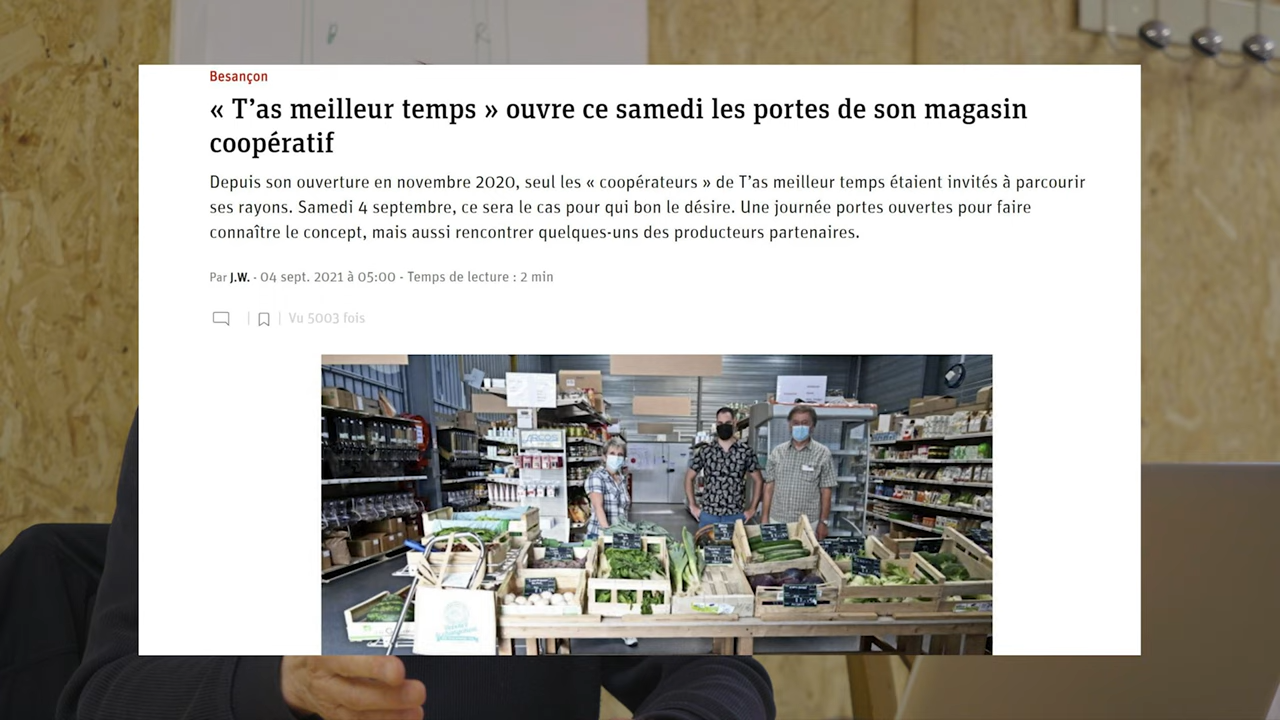 Besançon
« T’as meilleur temps » ouvre ce samedi les portes de son magasin
coopératif
Depuis son ouverture en novembre 2020, seul les « coopérateurs » de T’as meilleur temps étaient invités à parcourir
ses rayons. Samedi 4 septembre, ce sera le cas pour qui bon le désire. Une journée portes ouvertes pour faire
connaître le concept, mais aussi rencontrer quelques-uns des producteurs partenaires.
Par J.W. - 04 sept. 2021 à 05:00 - Temps de lecture : 2 min
| | Vu 5003 fois